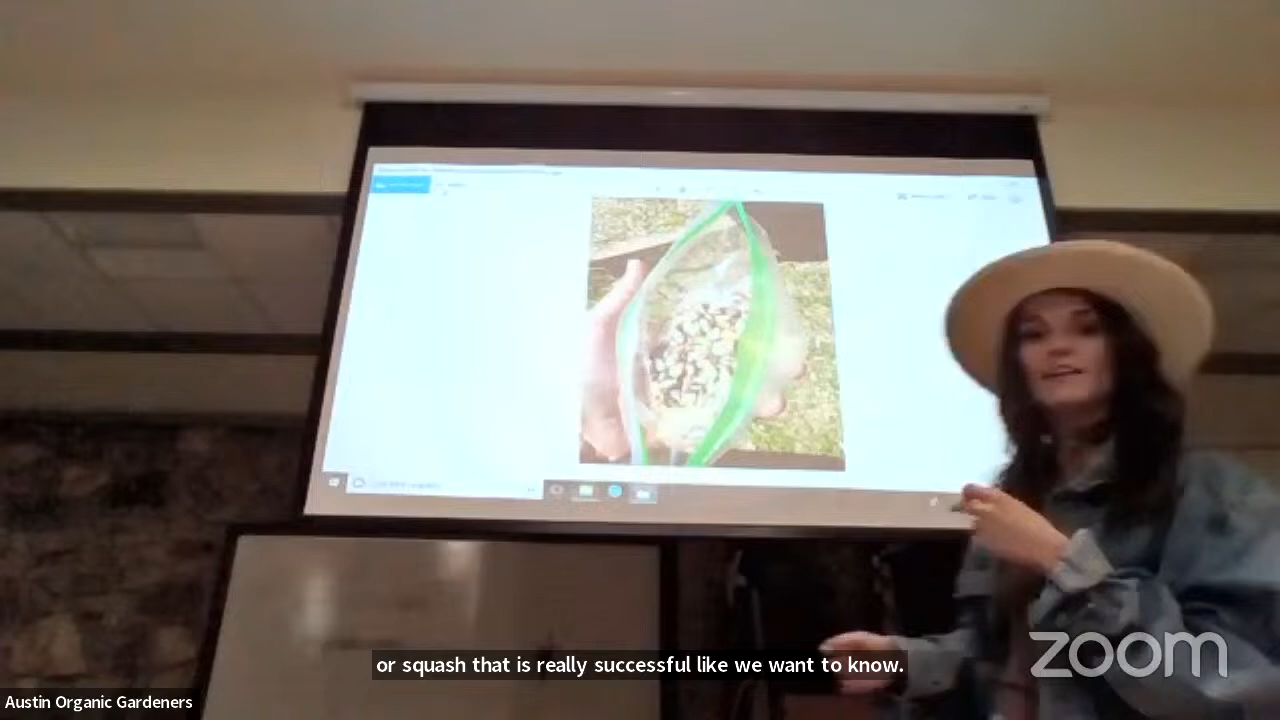 or squash that is really successful like we want to know.
zoom
Austin Organic Gardeners